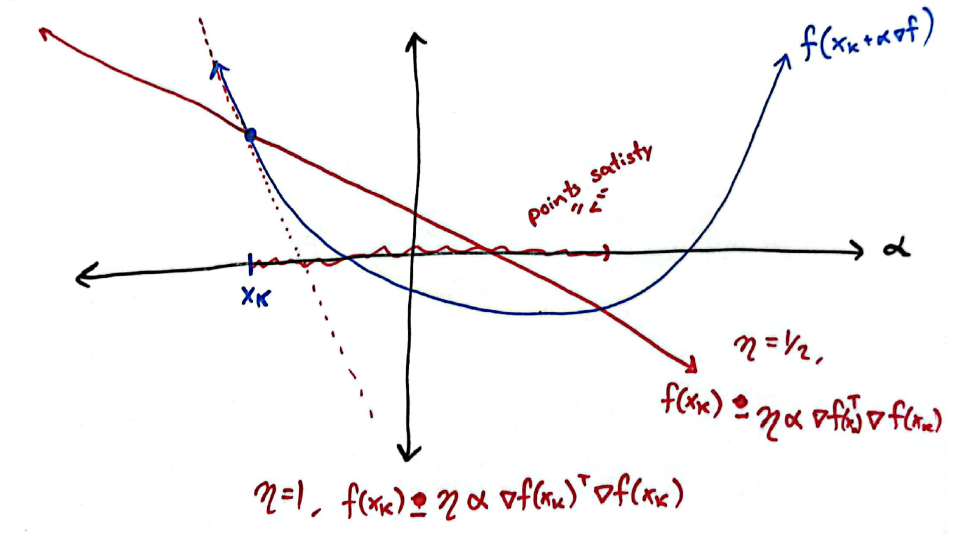 f(xₖ+α∇f)
points satisfy
α
xₖ
η=1/2,
f(xₖ) - ηα∇f(xₖ)ᵀ∇f(xₖ)
η=1, f(xₖ) - ηα∇f(xₖ)ᵀ∇f(xₖ)